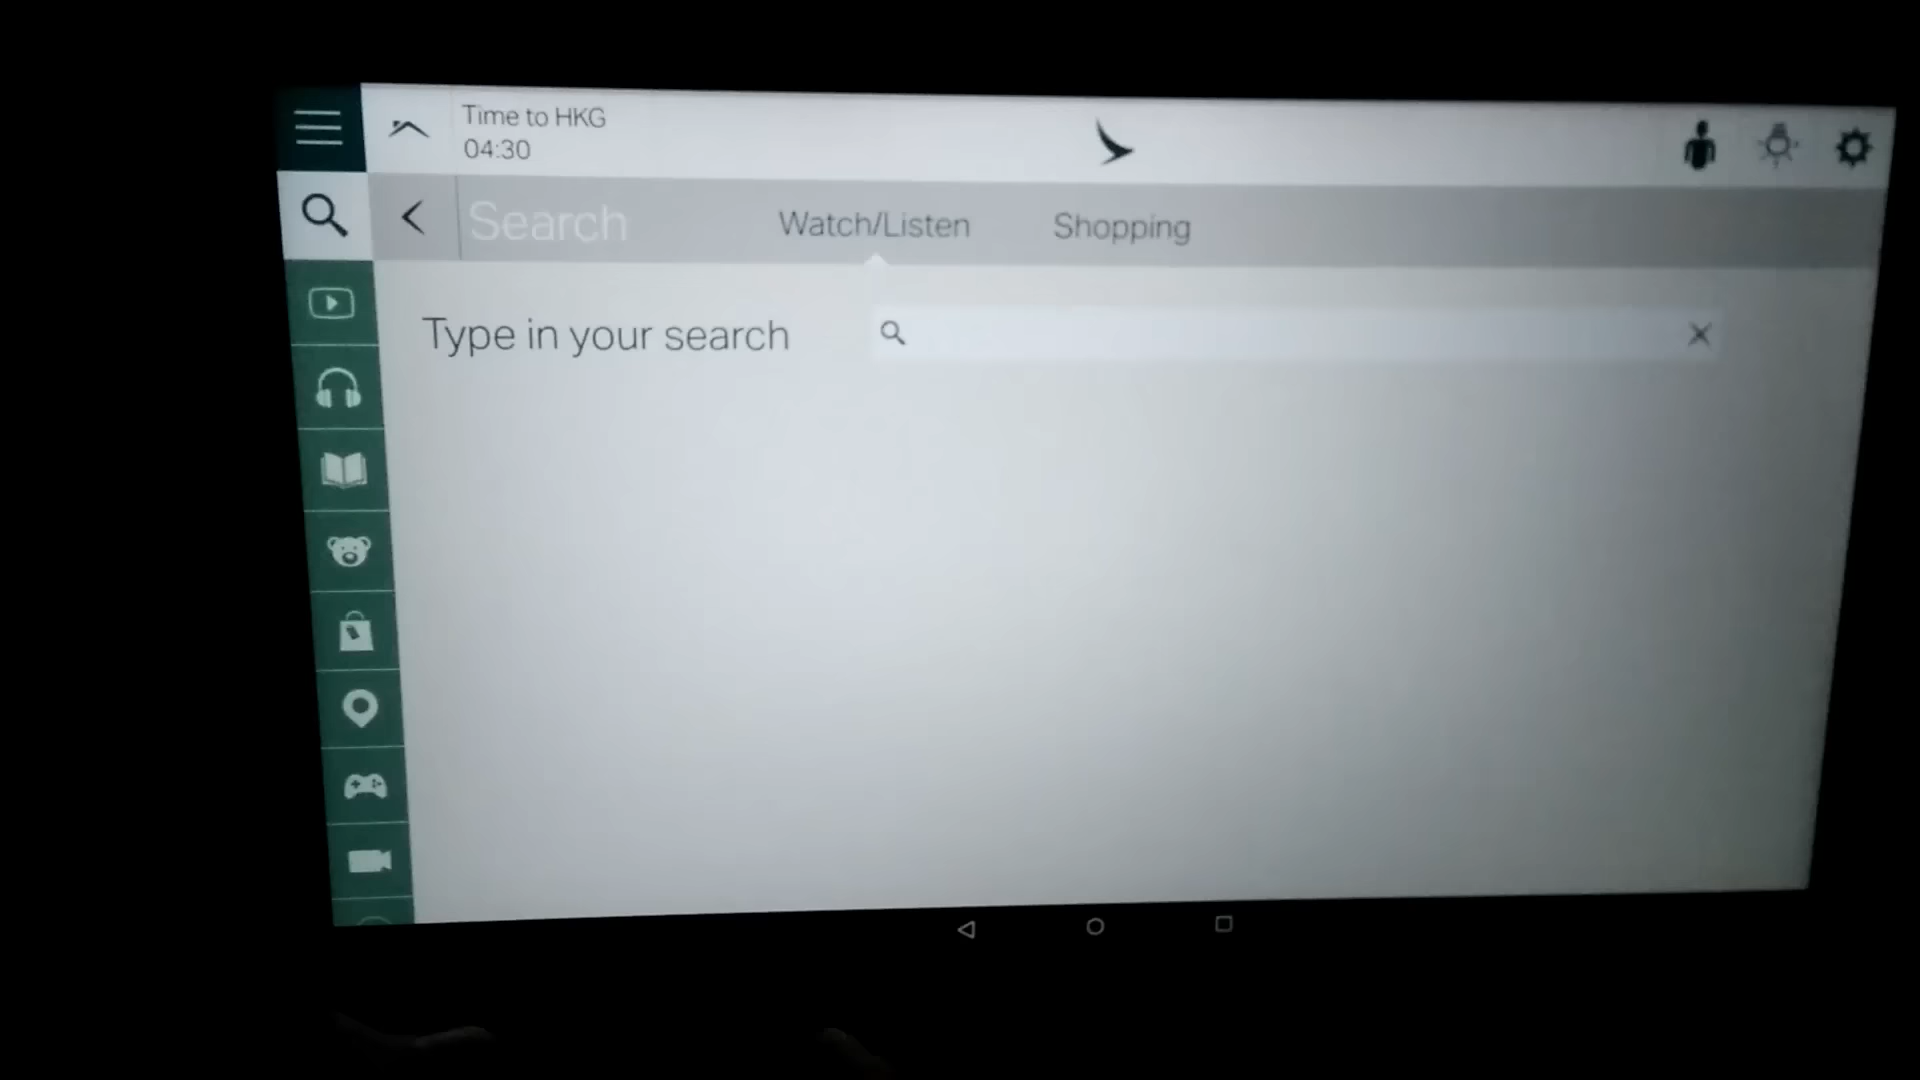 Time to HKG
04:30
Search
Watch/Listen
Shopping
Type in your search